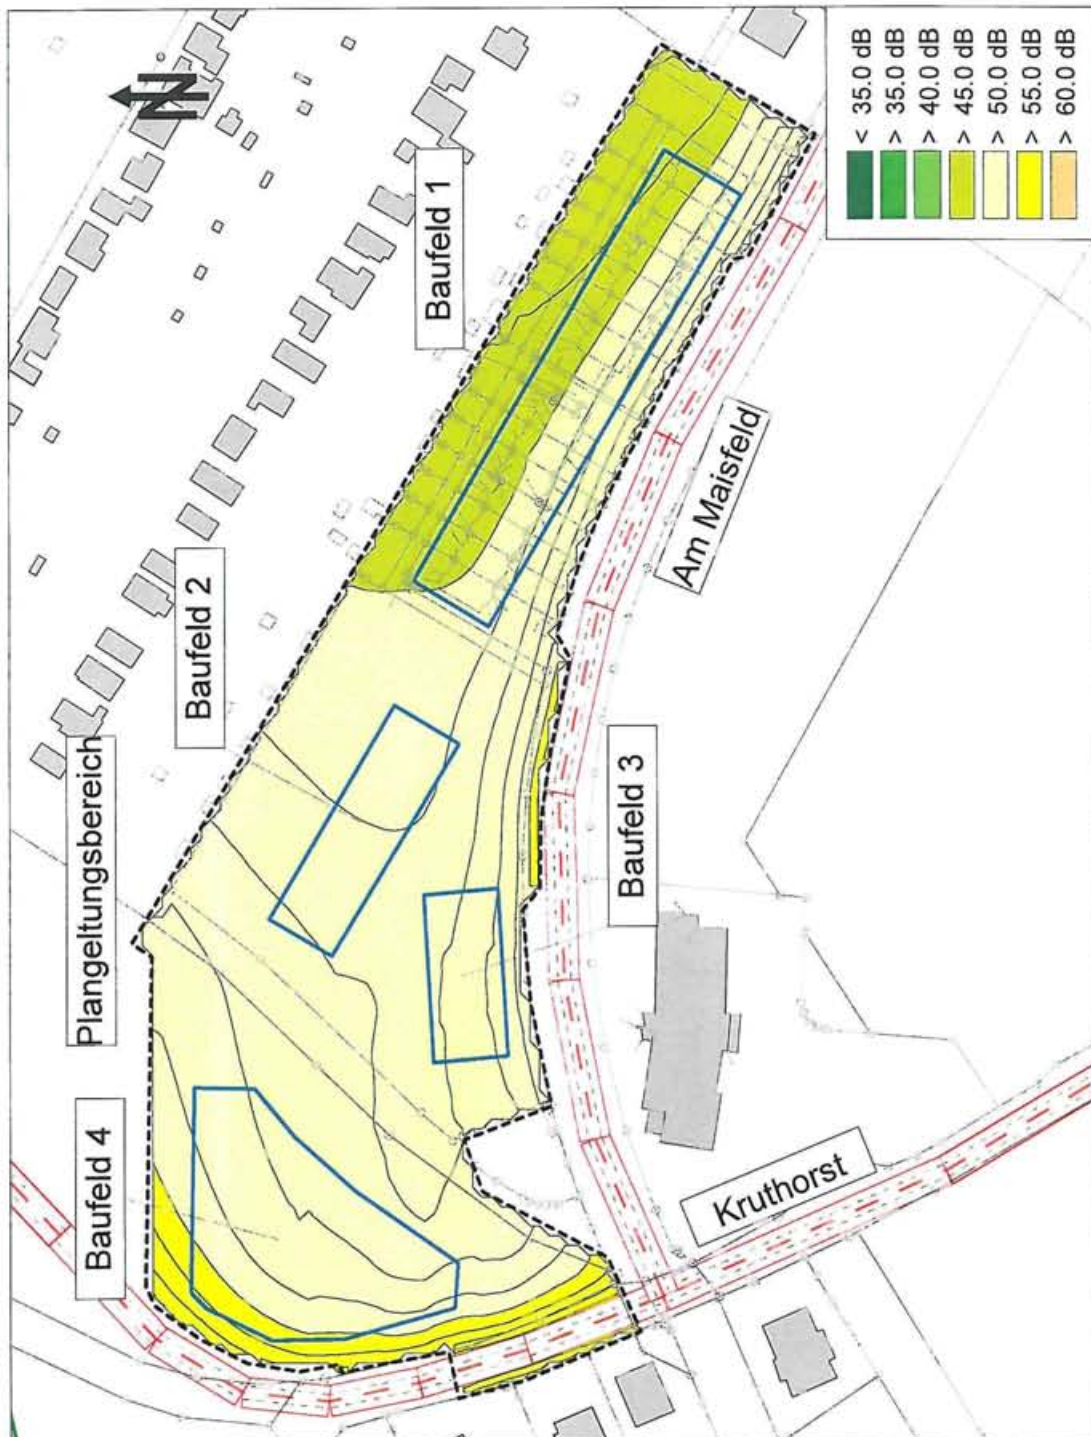 Baufeld 4
Plangeltungsbereich
Baufeld 2
Baufeld 1
Baufeld 3
Am Maisfeld
Kruthorst
< 35.0 dB
> 35.0 dB
> 40.0 dB
> 45.0 dB
> 50.0 dB
> 55.0 dB
> 60.0 dB